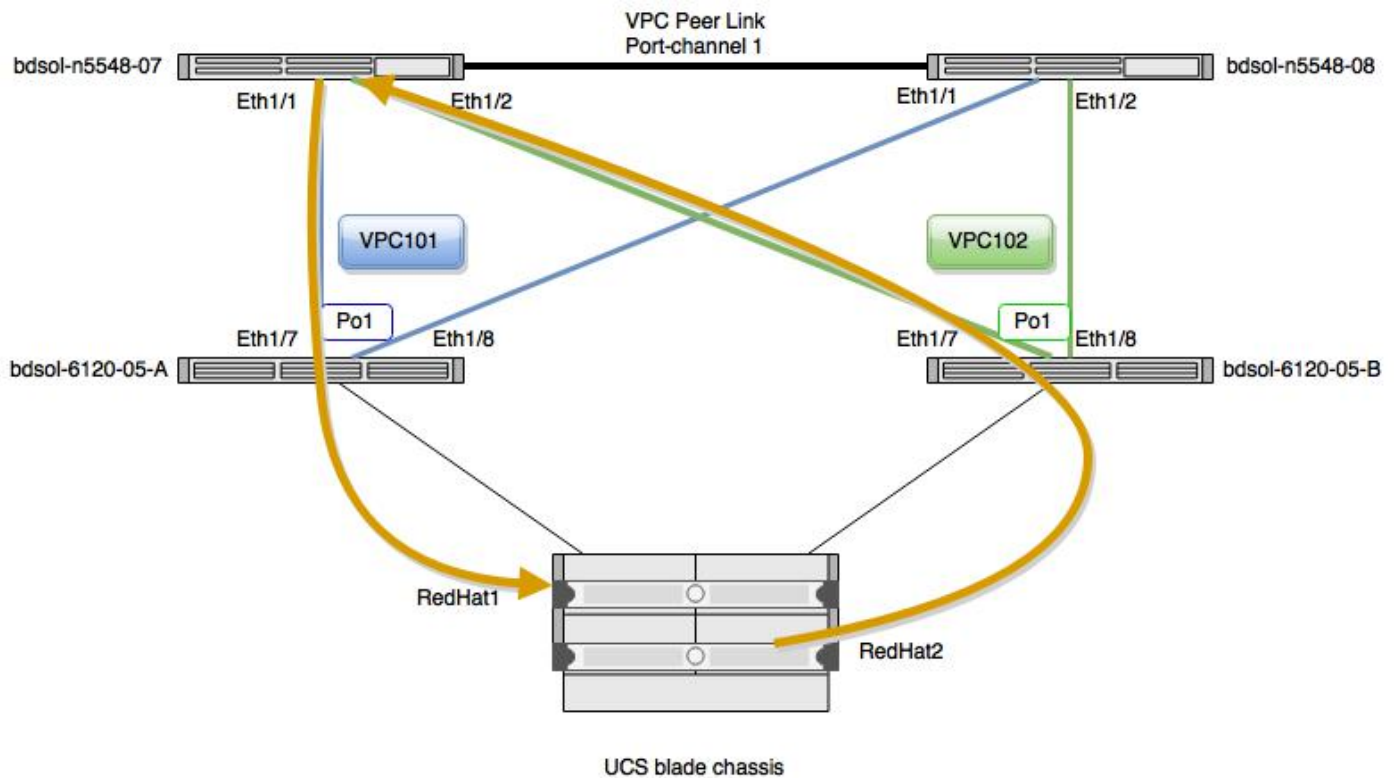 VPC Peer Link
Port-channel 1
bdsol-n5548-07
bdsol-n5548-08
Eth1/1
Eth1/2
Eth1/1
Eth1/2
VPC101
VPC102
Po1
Po1
Eth1/7
Eth1/8
Eth1/7
Eth1/8
bdsol-6120-05-A
bdsol-6120-05-B
RedHat1
RedHat2
UCS blade chassis